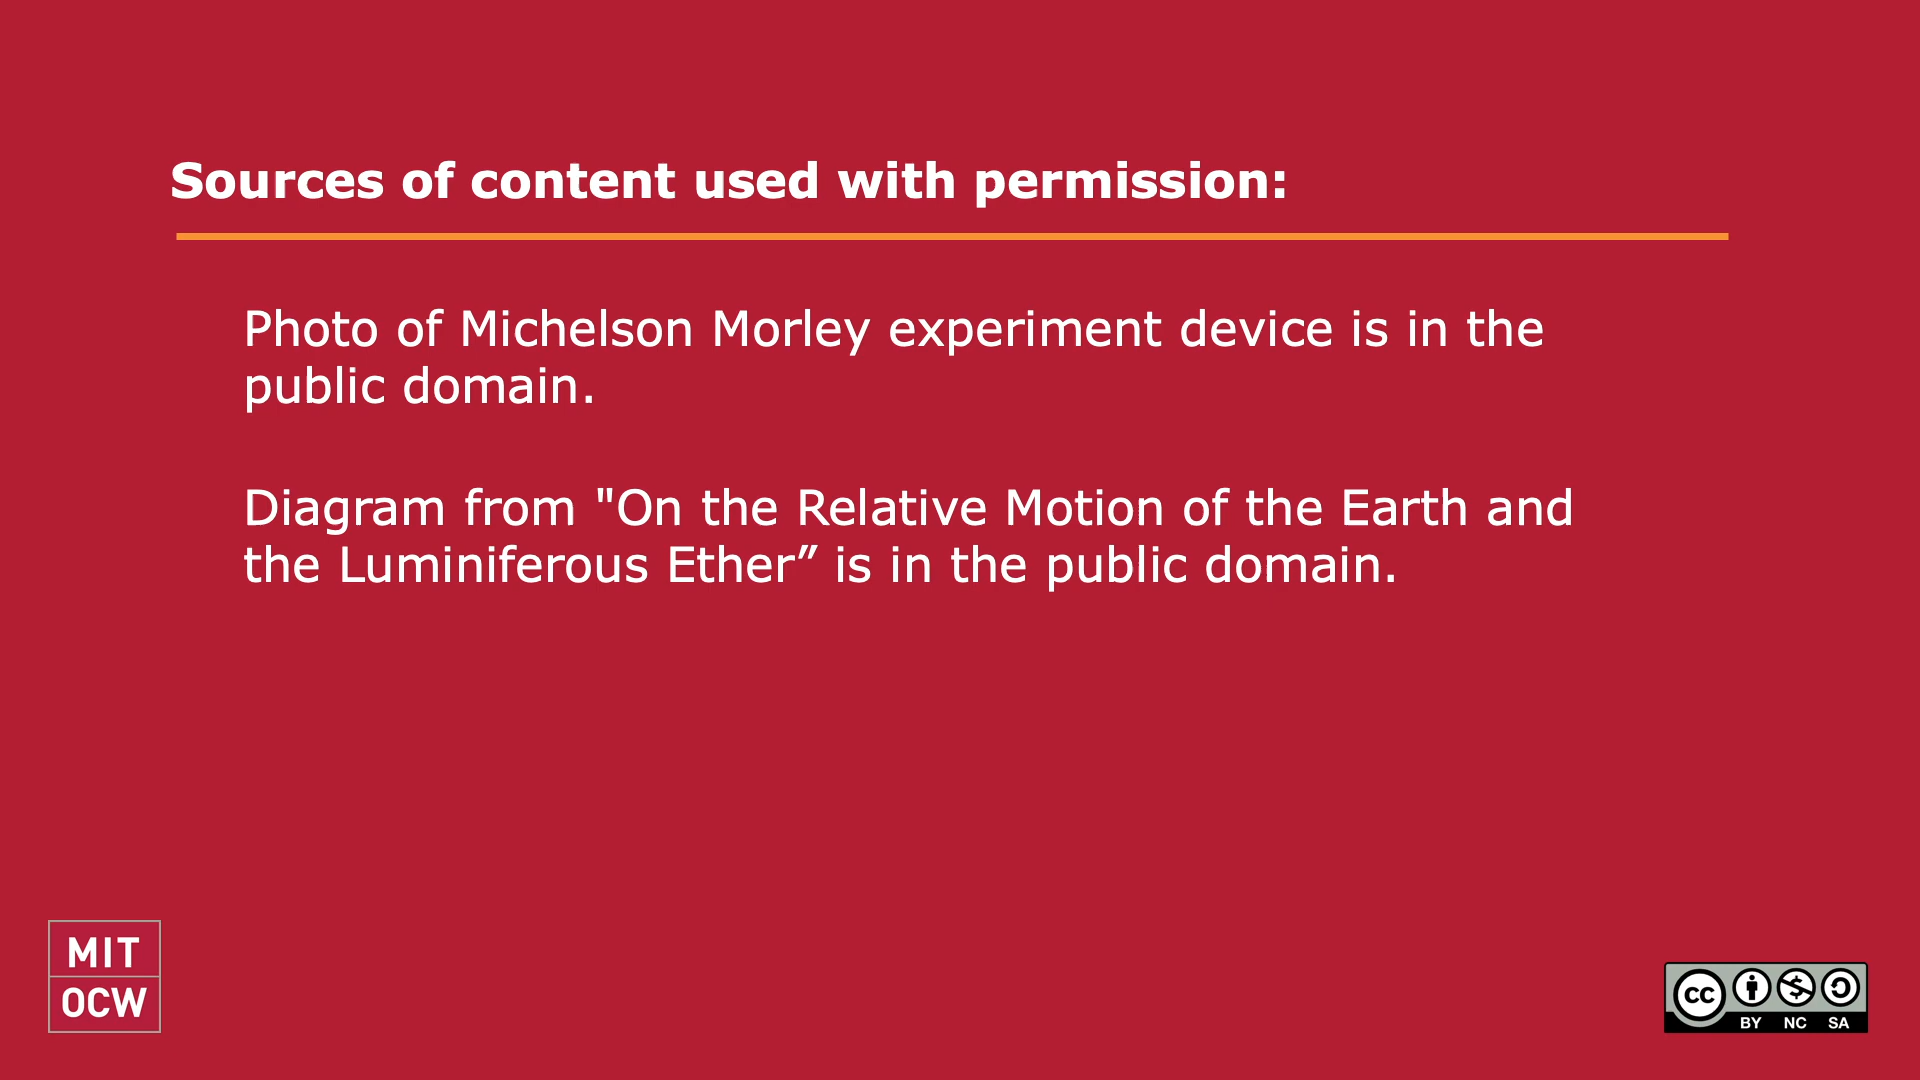 Sources of content used with permission:
Photo of Michelson Morley experiment device is in the
public domain.
Diagram from "On the Relative Motion of the Earth and
the Luminiferous Ether” is in the public domain.
MIT
OCW
cc
BY NC SA